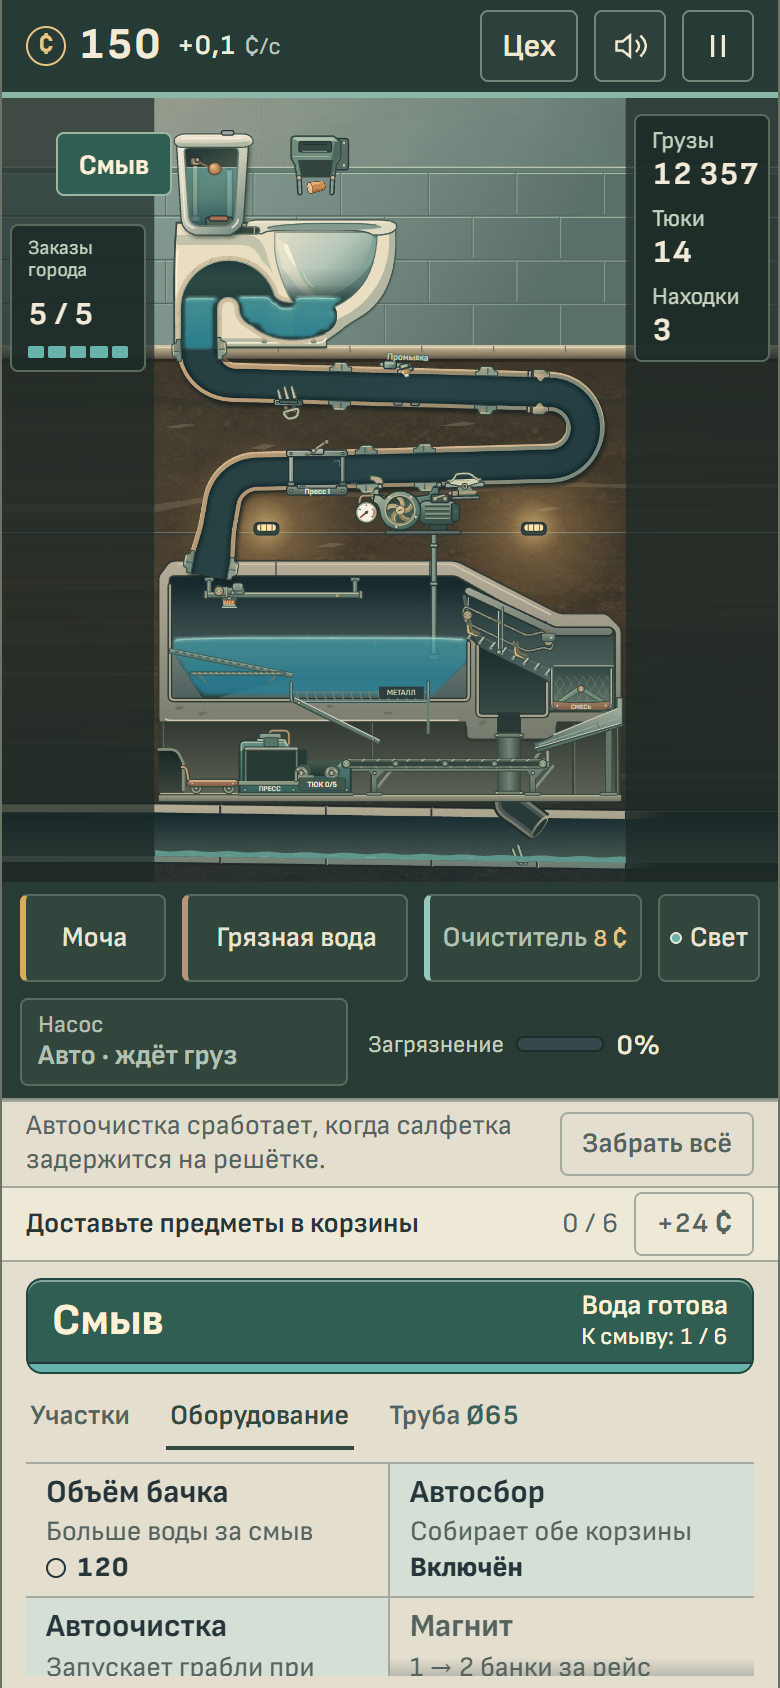 ₵ 150 +0,1 ₵/с
Цех
Смыв
Заказы
города
5 / 5
Грузы
12 357
Тюки
14
Находки
3
Промывка
Пресс I
МЕТАЛЛ
СМЕСЬ
ПРЕСС
ТЮК 0/5
Моча
Грязная вода
Очиститель 8 ₵
Свет
Насос
Авто · ждёт груз
Загрязнение 0%
Автоочистка сработает, когда салфетка
задержится на решётке.
Забрать всё
Доставьте предметы в корзины 0 / 6 +24 ₵
Смыв
Вода готова
К смыву: 1 / 6
Участки Оборудование Труба Ø65
Объём бачка
Больше воды за смыв
120
Автосбор
Собирает обе корзины
Включён
Автоочистка
Запускает грабли при
Магнит
1 → 2 банки за рейс